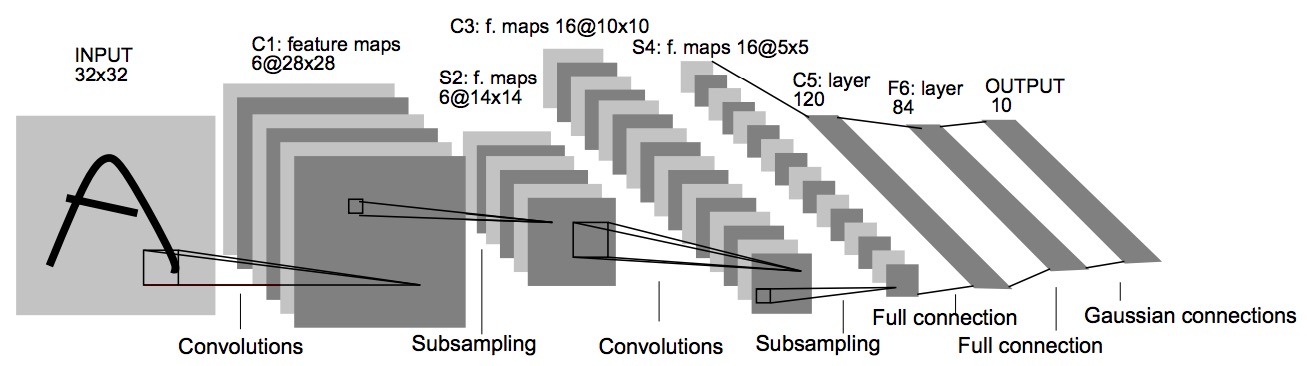 INPUT
32x32
C1: feature maps
6@28x28
S2: f. maps
6@14x14
C3: f. maps 16@10x10
S4: f. maps 16@5x5
C5: layer
120
F6: layer
84
OUTPUT
10
Convolutions
Subsampling
Convolutions
Subsampling
Full connection
Full connection
Gaussian connections